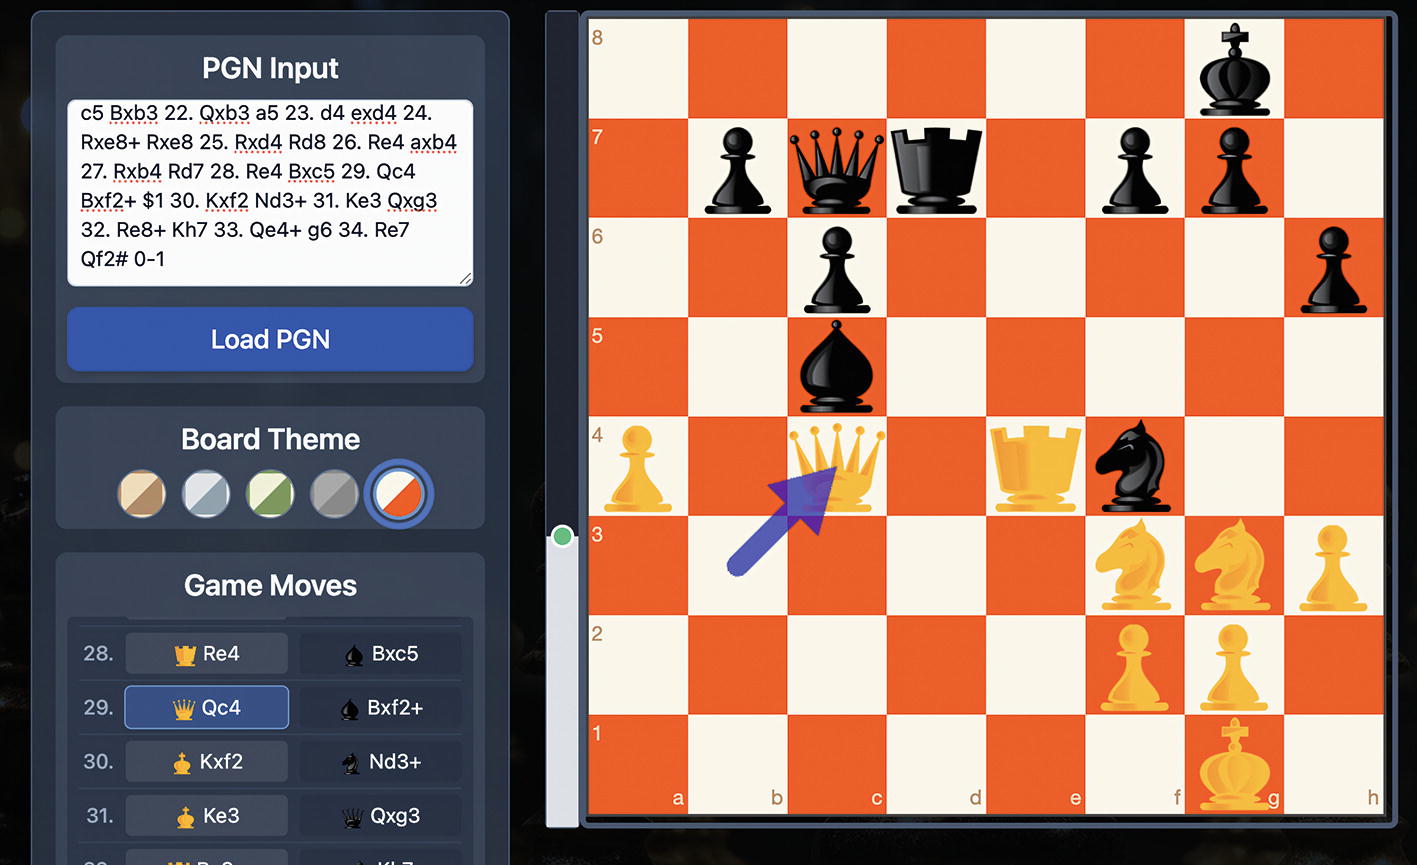 PGN Input
c5 Bxb3 22. Qxb3 a5 23. d4 exd4 24.
Rxe8+ Rxe8 25. Rxd4 Rd8 26. Re4 axb4
27. Rxb4 Rd7 28. Re4 Bxc5 29. Qc4
Bxf2+ $1 30. Kxf2 Nd3+ 31. Ke3 Qxg3
32. Re8+ Kh7 33. Qe4+ g6 34. Re7
Qf2# 0-1
Load PGN
Board Theme
Game Moves
28. Re4 Bxc5
29. Qc4 Bxf2+
30. Kxf2 Nd3+
31. Ke3 Qxg3
8
7
6
5
4
3
2
1
a b c d e f g h